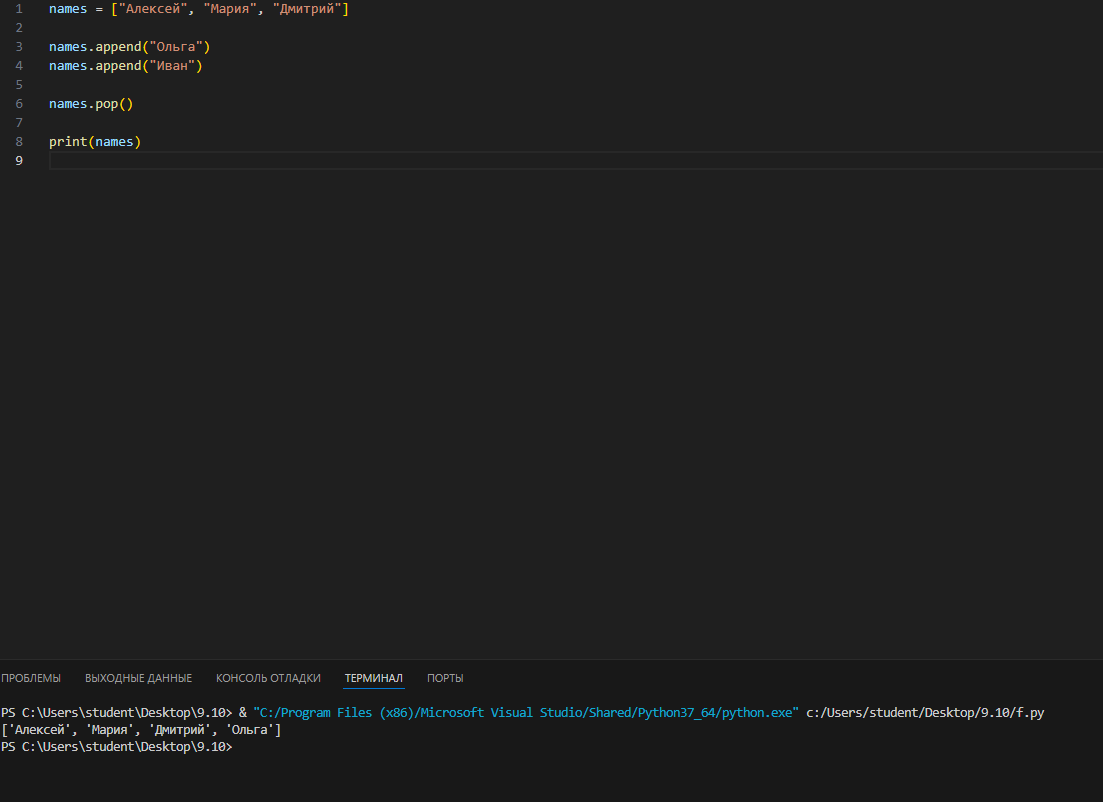 1 names = ["Алексей", "Мария", "Дмитрий"]
2
3 names.append("Ольга")
4 names.append("Иван")
5
6 names.pop()
7
8 print(names)
9
ПРОБЛЕМЫ ВЫХОДНЫЕ ДАННЫЕ КОНСОЛЬ ОТЛАДКИ ТЕРМИНАЛ ПОРТЫ
PS C:\Users\student\Desktop\9.10> & "C:/Program Files (x86)/Microsoft Visual Studio/Shared/Python37_64/python.exe" c:/Users/student/Desktop/9.10/f.py
['Алексей', 'Мария', 'Дмитрий', 'Ольга']
PS C:\Users\student\Desktop\9.10>